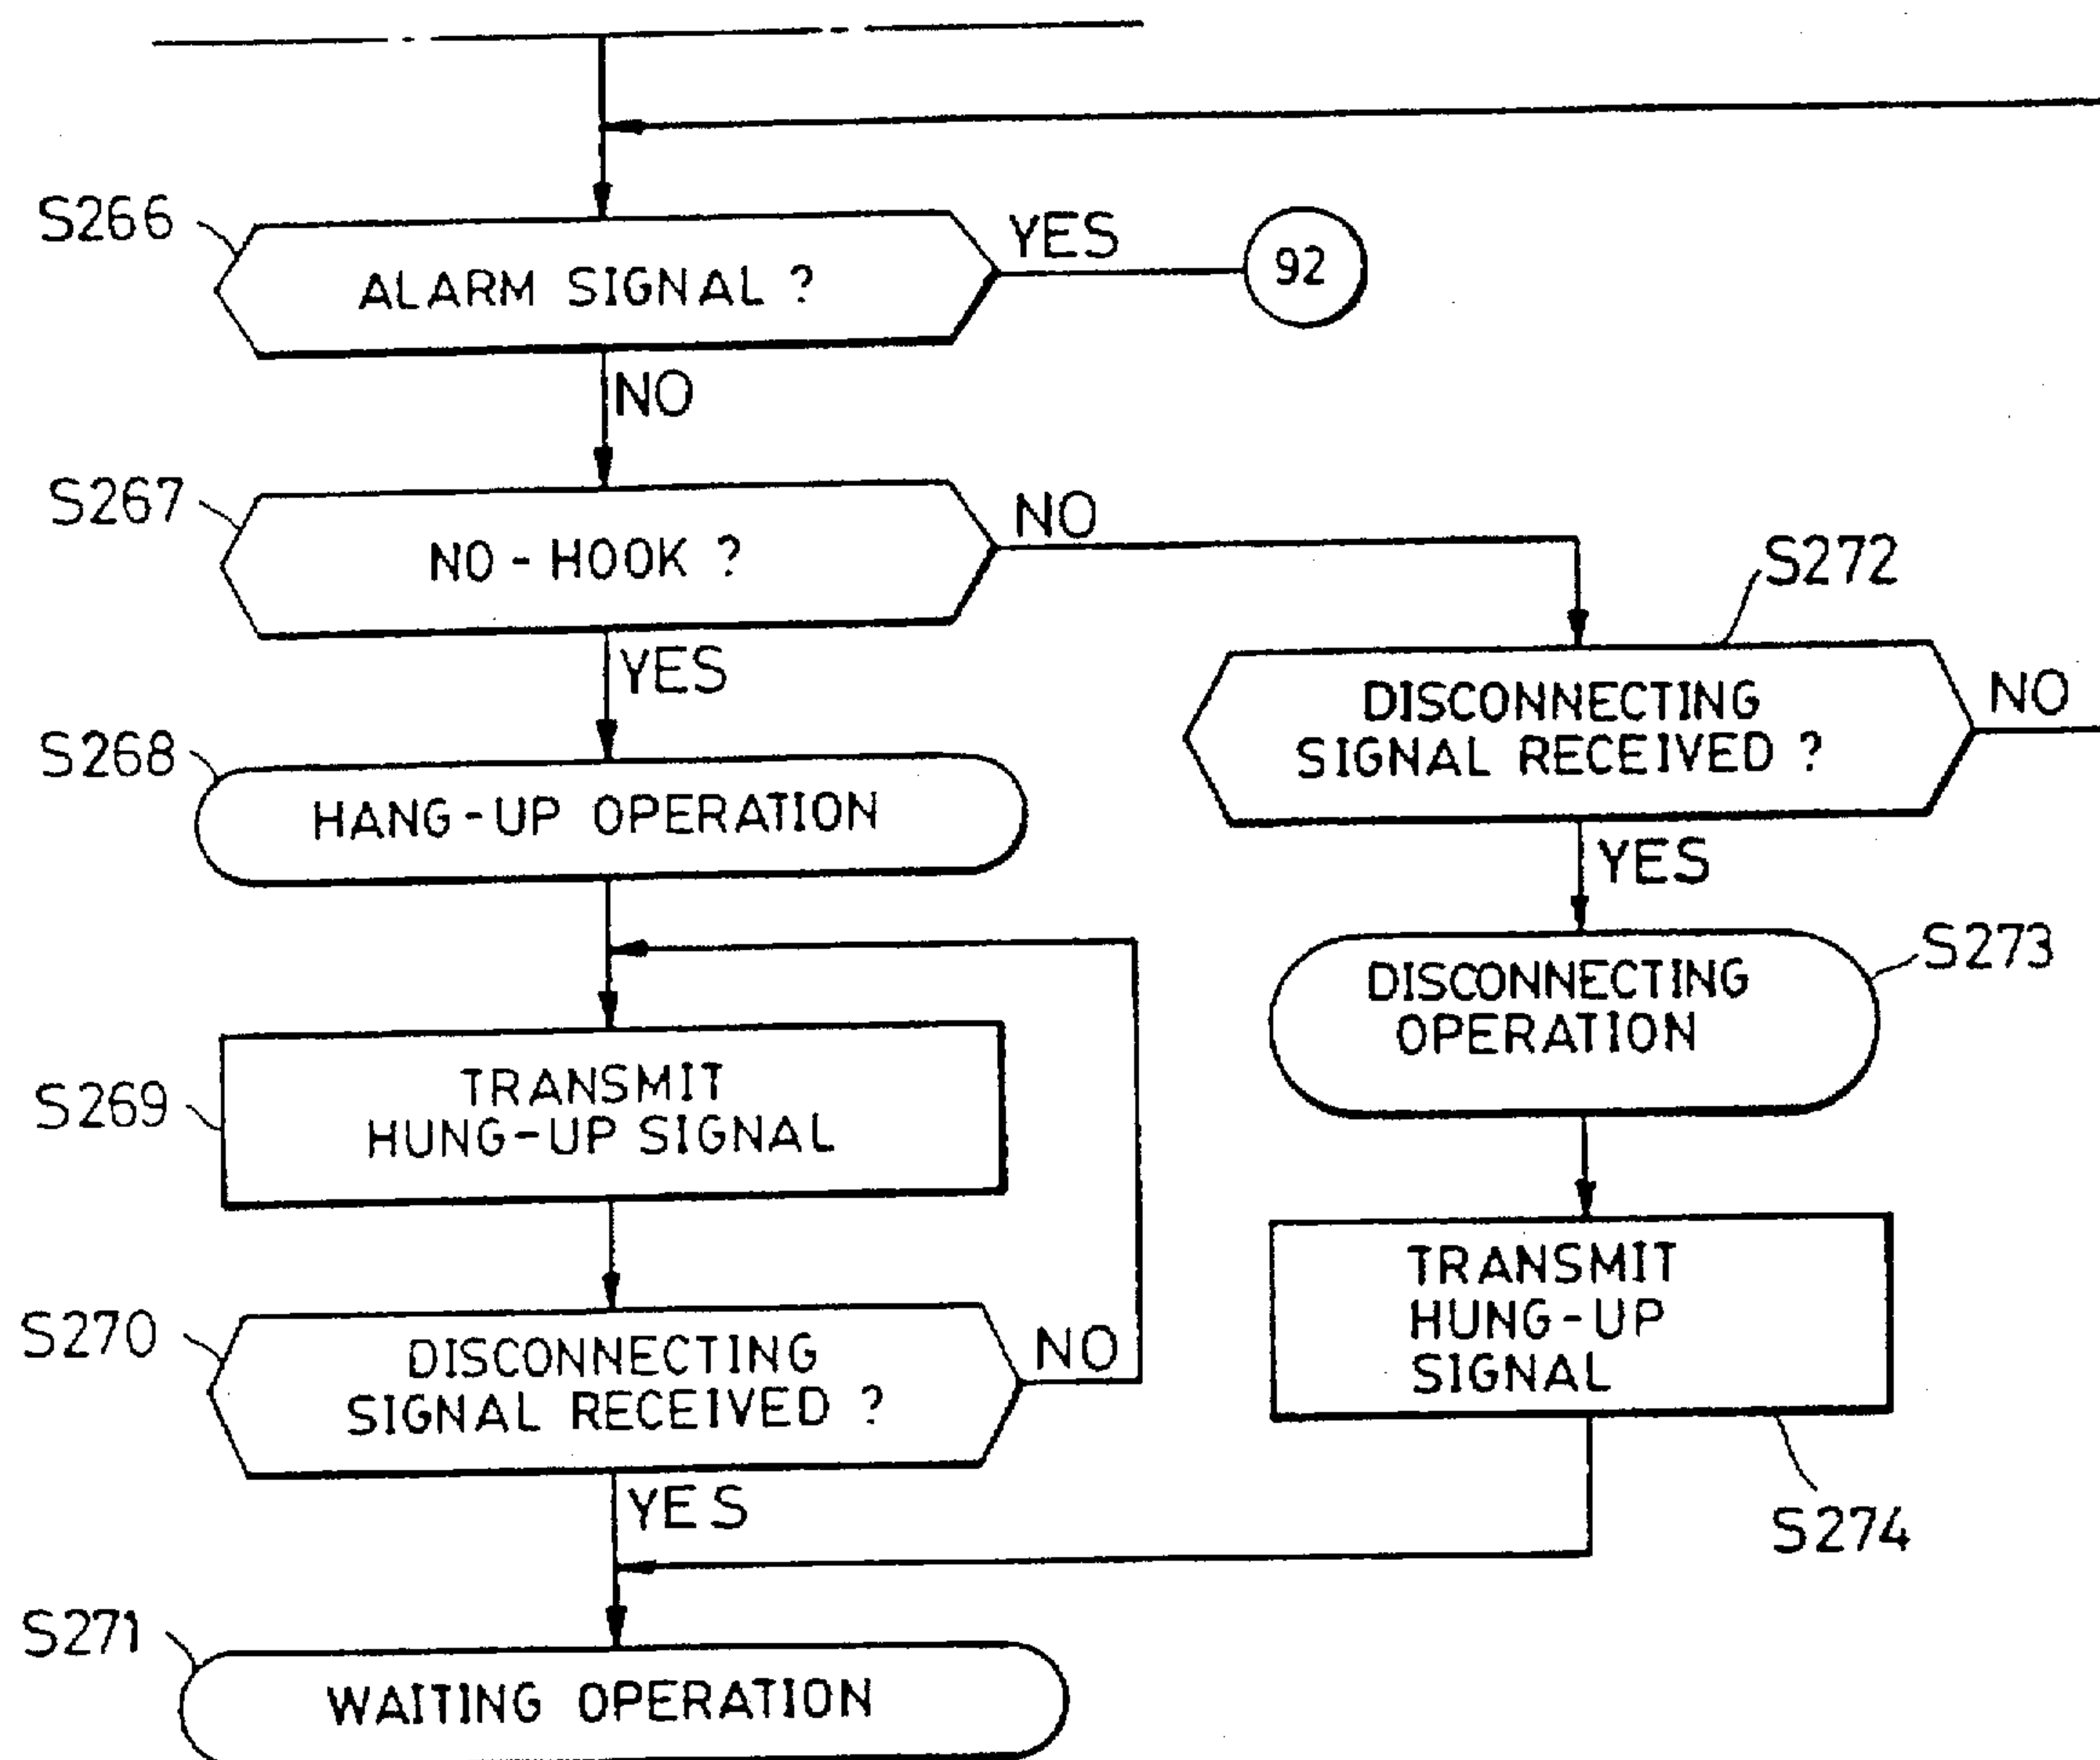 S266
ALARM SIGNAL ?
YES
92
NO
S267
NO-HOOK ?
NO
YES
S272
DISCONNECTING
SIGNAL RECEIVED ?
NO
YES
S268
HANG-UP OPERATION
S273
DISCONNECTING
OPERATION
S269
TRANSMIT
HUNG-UP SIGNAL
S270
DISCONNECTING
SIGNAL RECEIVED ?
NO
YES
TRANSMIT
HUNG-UP
SIGNAL
S274
S271
WAITING OPERATION